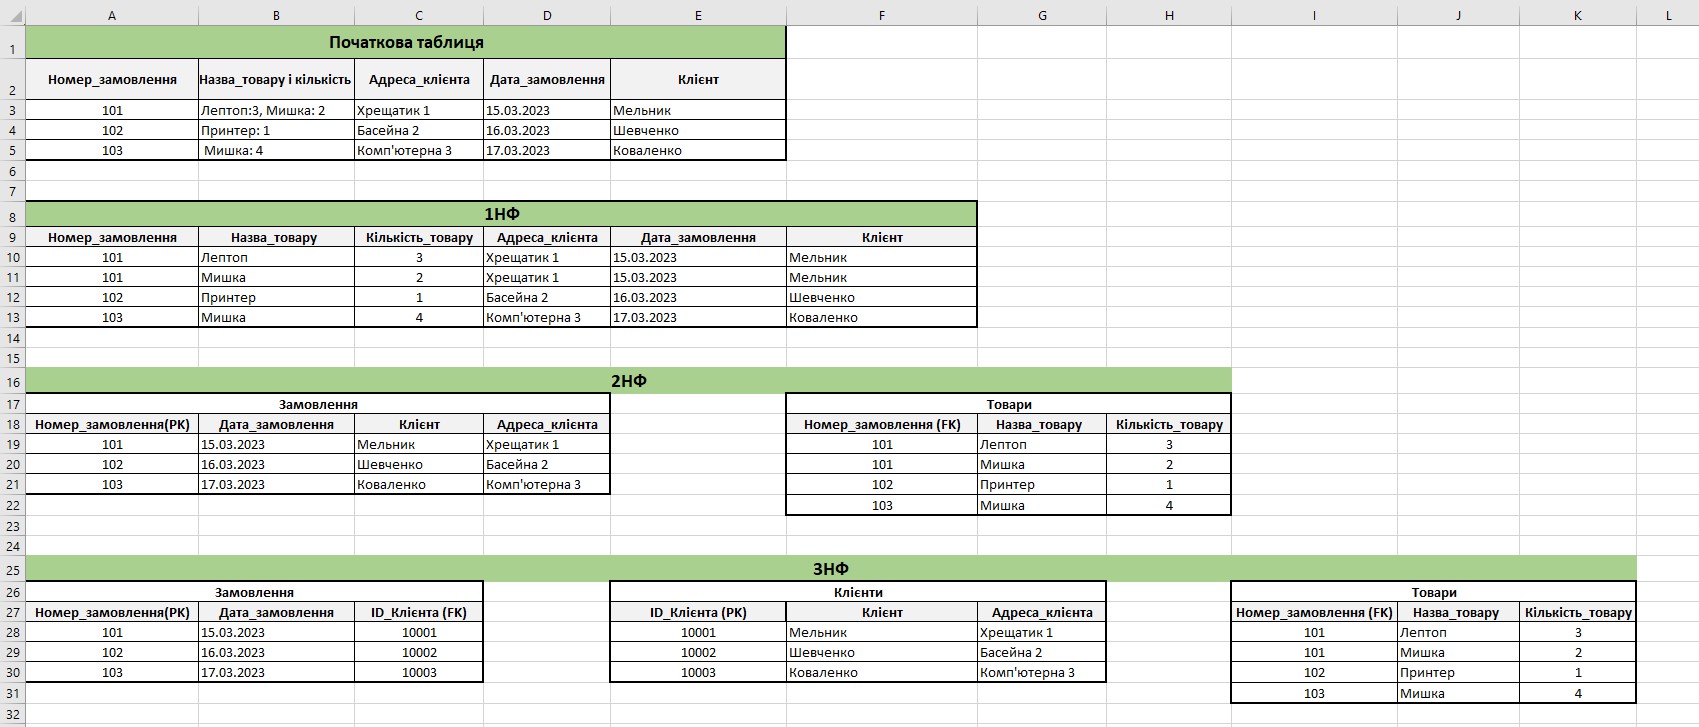 A B C D E F G H I J K L
1 Початкова таблиця
2 Номер_замовлення Назва_товару і кількість Адреса_клієнта Дата_замовлення Клієнт
3 101 Лептоп:3, Мишка: 2 Хрещатик 1 15.03.2023 Мельник
4 102 Принтер: 1 Басейна 2 16.03.2023 Шевченко
5 103 Мишка: 4 Комп'ютерна 3 17.03.2023 Коваленко
6
7
8 1НФ
9 Номер_замовлення Назва_товару Кількість_товару Адреса_клієнта Дата_замовлення Клієнт
10 101 Лептоп 3 Хрещатик 1 15.03.2023 Мельник
11 101 Мишка 2 Хрещатик 1 15.03.2023 Мельник
12 102 Принтер 1 Басейна 2 16.03.2023 Шевченко
13 103 Мишка 4 Комп'ютерна 3 17.03.2023 Коваленко
14
15
16 2НФ
17 Замовлення Товари
18 Номер_замовлення(PK) Дата_замовлення Клієнт Адреса_клієнта Номер_замовлення (FK) Назва_товару Кількість_товару
19 101 15.03.2023 Мельник Хрещатик 1 101 Лептоп 3
20 102 16.03.2023 Шевченко Басейна 2 101 Мишка 2
21 103 17.03.2023 Коваленко Комп'ютерна 3 102 Принтер 1
22 103 Мишка 4
23
24
25 3НФ
26 Замовлення Клієнти Товари
27 Номер_замовлення(PK) Дата_замовлення ID_Клієнта (FK) ID_Клієнта (PK) Клієнт Адреса_клієнта Номер_замовлення (FK) Назва_товару Кількість_товару
28 101 15.03.2023 10001 10001 Мельник Хрещатик 1 101 Лептоп 3
29 102 16.03.2023 10002 10002 Шевченко Басейна 2 101 Мишка 2
30 103 17.03.2023 10003 10003 Коваленко Комп'ютерна 3 102 Принтер 1
31 103 Мишка 4
32